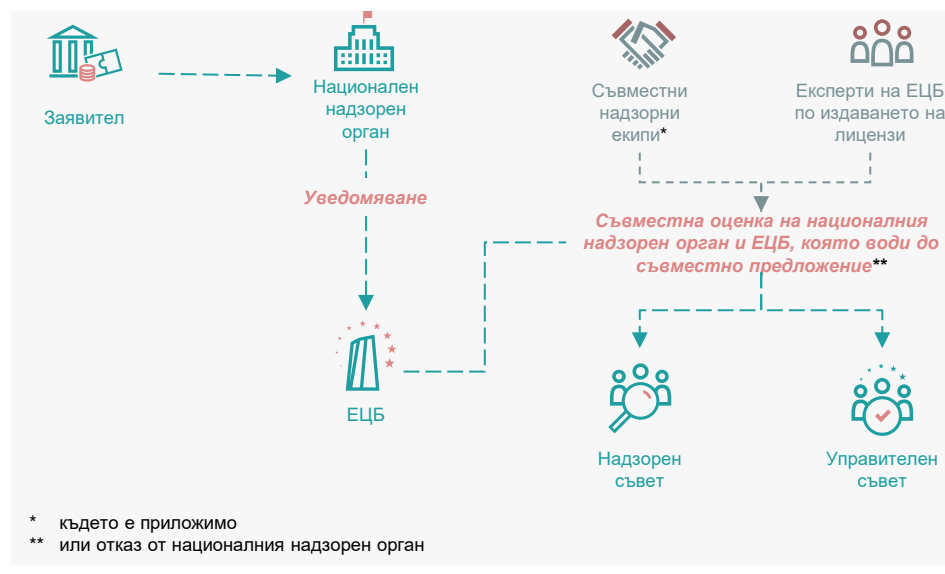 Заявител
Национален
надзорен
орган
Съвместни
надзорни
екипи*
Експерти на ЕЦБ
по издаването на
лицензи
Уведомяване
Съвместна оценка на националния
надзорен орган и ЕЦБ, която води до
съвместно предложение**
ЕЦБ
Надзорен
съвет
Управителен
съвет
* където е приложимо
** или отказ от националния надзорен орган